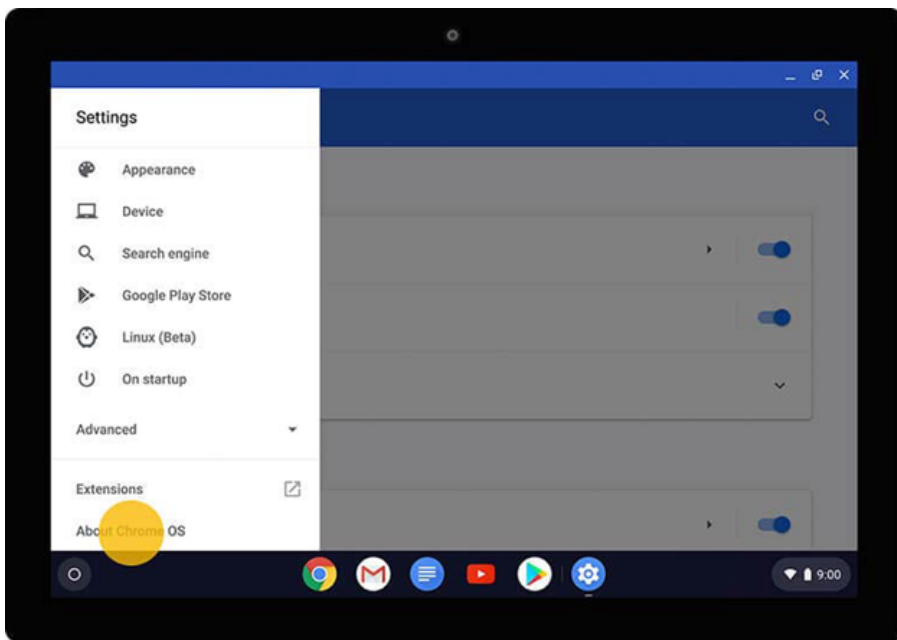 Settings
Appearance
Device
Search engine
Google Play Store
Linux (Beta)
On startup
Advanced
Extensions
About Chrome OS
9:00